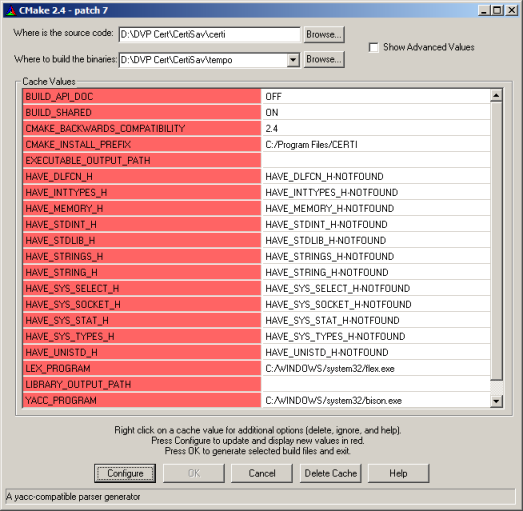 CMake 2.4 - patch 7
Where is the source code: D:\DVP Cert\CertiSav\certi Browse...
Show Advanced Values
Where to build the binaries: D:\DVP Cert\CertiSav\tempo Browse...
Cache Values
BUILD_API_DOC OFF
BUILD_SHARED ON
CMAKE_BACKWARDS_COMPATIBILITY 2.4
CMAKE_INSTALL_PREFIX C:/Program Files/CERTI
EXECUTABLE_OUTPUT_PATH
HAVE_DLFCN_H HAVE_DLFCN_H-NOTFOUND
HAVE_INTTYPES_H HAVE_INTTYPES_H-NOTFOUND
HAVE_MEMORY_H HAVE_MEMORY_H-NOTFOUND
HAVE_STDINT_H HAVE_STDINT_H-NOTFOUND
HAVE_STDLIB_H HAVE_STDLIB_H-NOTFOUND
HAVE_STRINGS_H HAVE_STRINGS_H-NOTFOUND
HAVE_STRING_H HAVE_STRING_H-NOTFOUND
HAVE_SYS_SELECT_H HAVE_SYS_SELECT_H-NOTFOUND
HAVE_SYS_SOCKET_H HAVE_SYS_SOCKET_H-NOTFOUND
HAVE_SYS_STAT_H HAVE_SYS_STAT_H-NOTFOUND
HAVE_SYS_TYPES_H HAVE_SYS_TYPES_H-NOTFOUND
HAVE_UNISTD_H HAVE_UNISTD_H-NOTFOUND
LEX_PROGRAM C:/WINDOWS/system32/flex.exe
LIBRARY_OUTPUT_PATH
YACC_PROGRAM C:/WINDOWS/system32/bison.exe
Right click on a cache value for additional options (delete, ignore, and help).
Press Configure to update and display new values in red.
Press OK to generate selected build files and exit.
Configure OK Cancel Delete Cache Help
A yacc-compatible parser generator